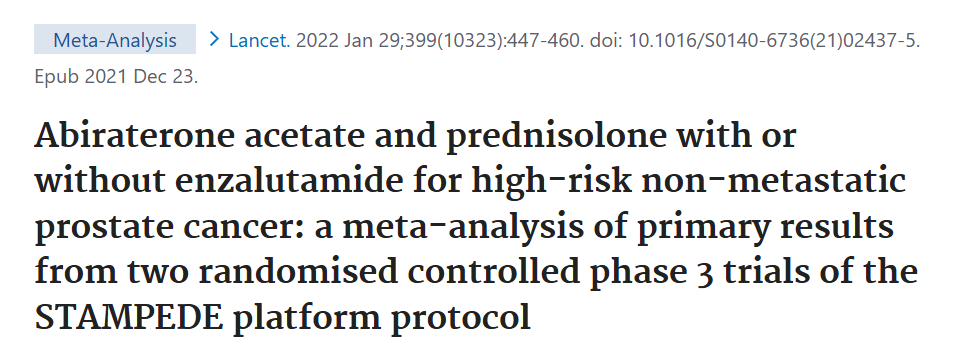 Meta-Analysis > Lancet. 2022 Jan 29;399(10323):447-460. doi: 10.1016/S0140-6736(21)02437-5.
Epub 2021 Dec 23.
Abiraterone acetate and prednisolone with or
without enzalutamide for high-risk non-metastatic
prostate cancer: a meta-analysis of primary results
from two randomised controlled phase 3 trials of the
STAMPEDE platform protocol